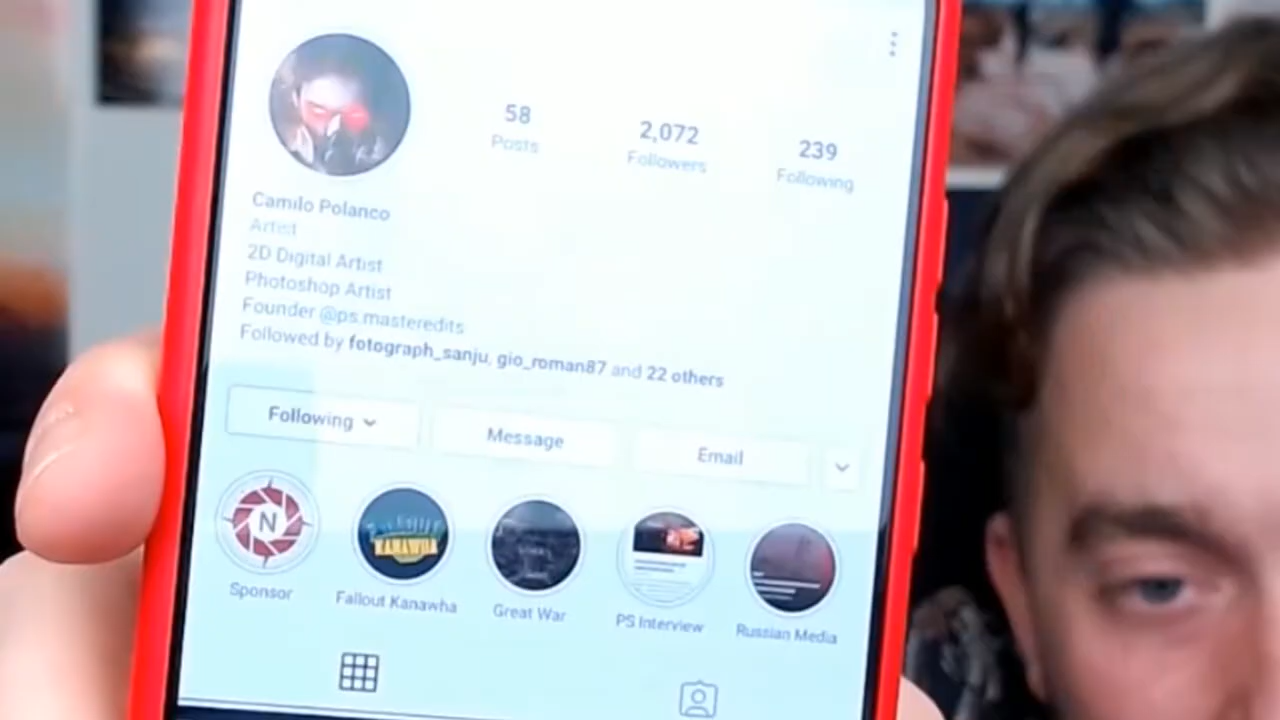 58
Posts
2,072
Followers
239
Following
Camilo Polanco
Artist
2D Digital Artist
Photoshop Artist
Founder @ps.masteredits
Followed by fotograph_sanju, gio_roman87 and 22 others
Following
Message
Email
N
KANAWHA
Sponsor
Fallout Kanawha
Great War
PS Interview
Russian Media